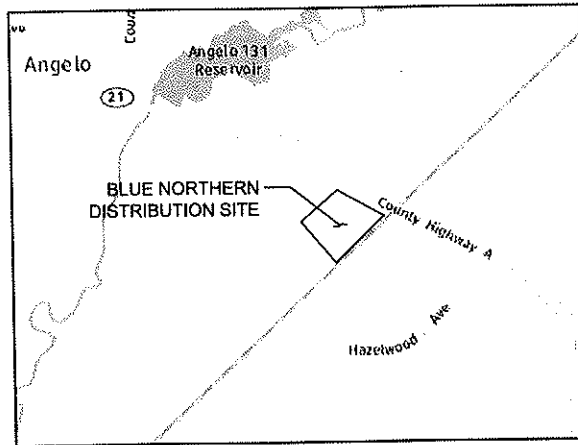 Angelo
21
Angelo 131
Reservoir
BLUE NORTHERN
DISTRIBUTION SITE
County Highway A
Hazelwood Ave